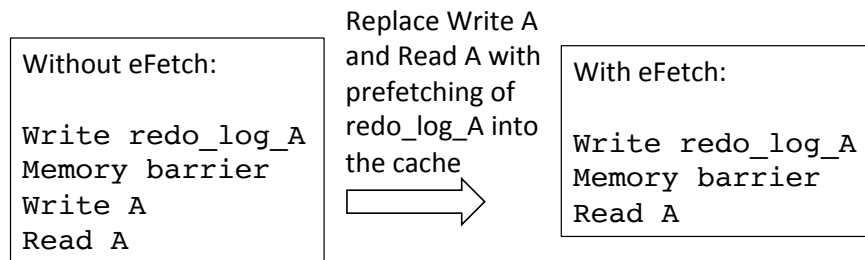 Without eFetch:
Write redo_log_A
Memory barrier
Write A
Read A
Replace Write A
and Read A with
prefetching of
redo_log_A into
the cache
With eFetch:
Write redo_log_A
Memory barrier
Read A